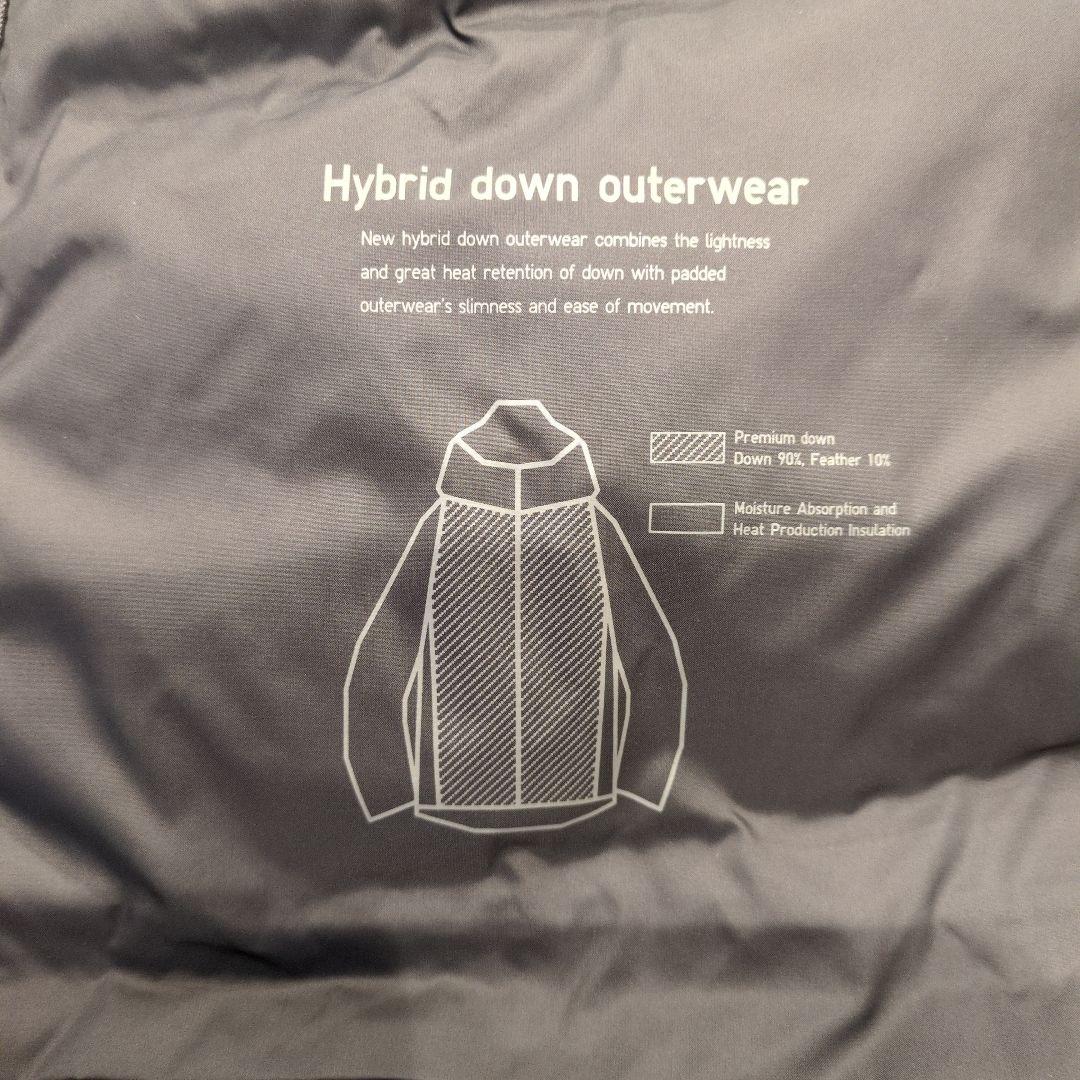 Hybrid down outerwear
New hybrid down outerwear combines the lightness
and great heat retention of down with padded
outerwear's slimness and ease of movement.
Premium down
Down 90%, Feather 10%
Moisture Absorption and
Heat Production Insulation